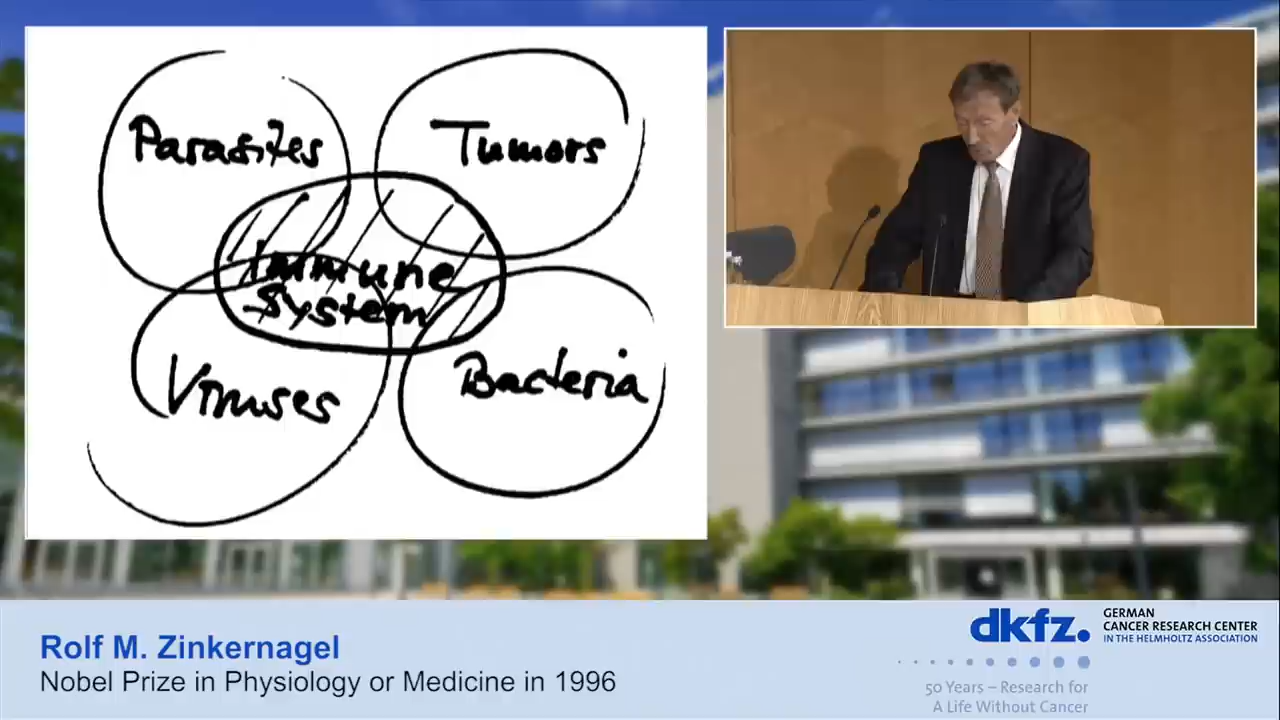 Parasites
Tumors
Immune
System
Viruses
Bacteria
Rolf M. Zinkernagel
Nobel Prize in Physiology or Medicine in 1996
dkfz.
GERMAN
CANCER RESEARCH CENTER
IN THE HELMHOLTZ ASSOCIATION
50 Years – Research for
A Life Without Cancer